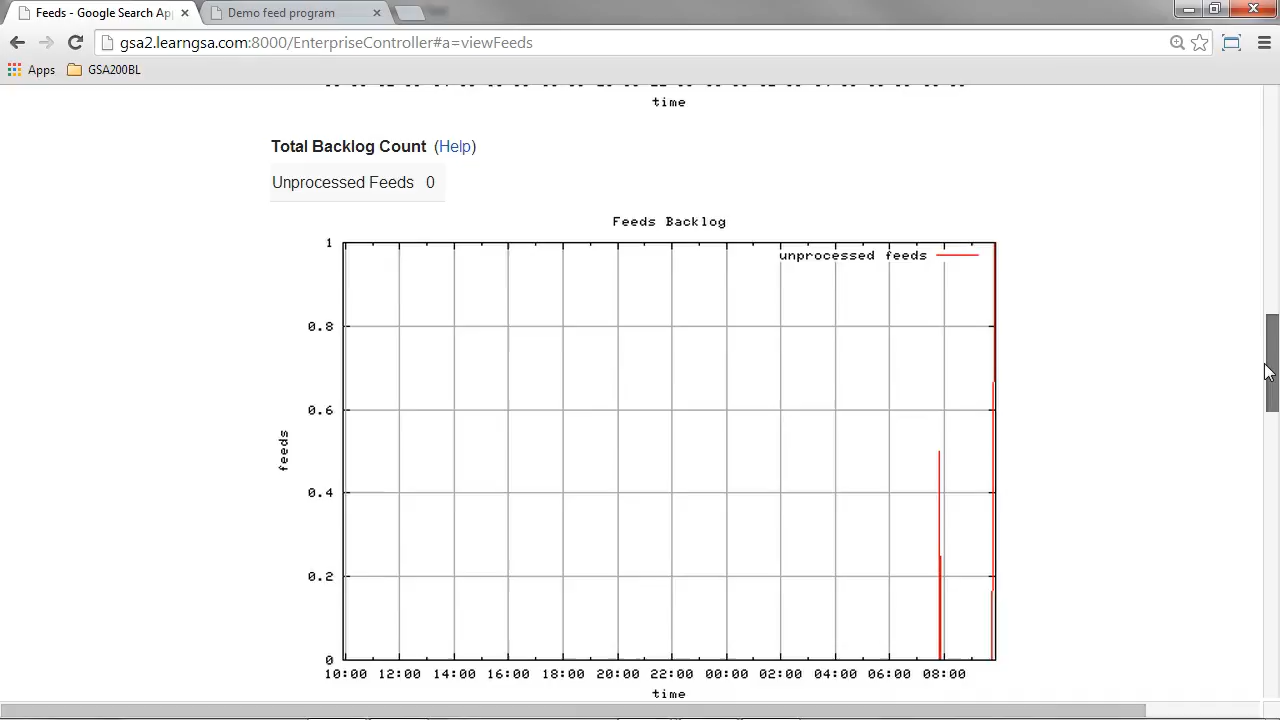 Feeds - Google Search App
Demo feed program
gsa2.learngsa.com:8000/EnterpriseController#a=viewFeeds
Apps GSA200BL
time
Total Backlog Count (Help)
Unprocessed Feeds 0
Feeds Backlog
unprocessed feeds
1
0.8
0.6
0.4
0.2
0
feeds
10:00 12:00 14:00 16:00 18:00 20:00 22:00 00:00 02:00 04:00 06:00 08:00
time